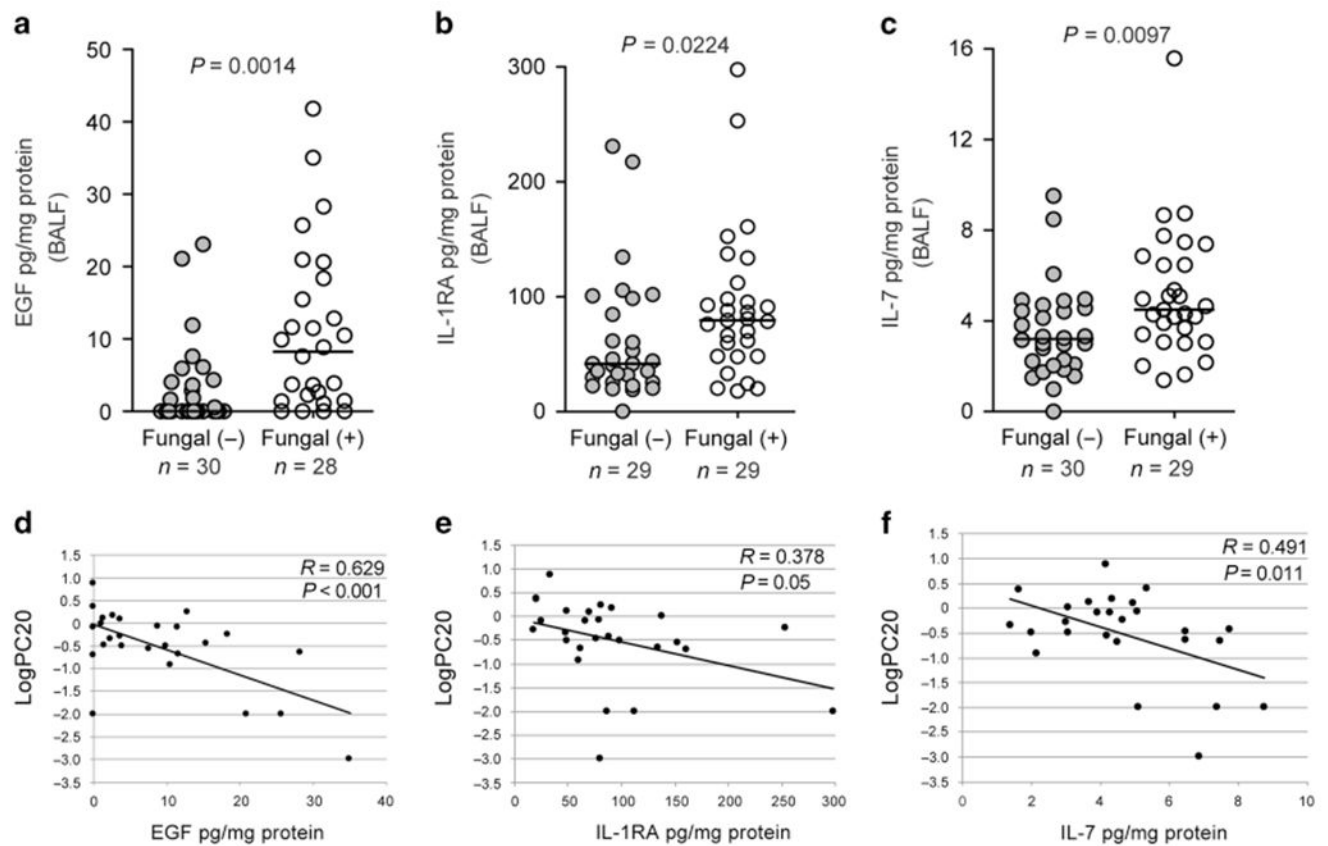 a
P = 0.0014
EGF pg/mg protein
(BALF)
50
40
30
20
10
0
Fungal (–)
Fungal (+)
n = 30
n = 28
b
P = 0.0224
IL-1RA pg/mg protein
(BALF)
300
200
100
0
Fungal (–)
Fungal (+)
n = 29
n = 29
c
P = 0.0097
IL-7 pg/mg protein
(BALF)
16
12
8
4
0
Fungal (–)
Fungal (+)
n = 30
n = 29
d
R = 0.629
P < 0.001
LogPC20
1.5
1.0
0.5
0.0
–0.5
–1.0
–1.5
–2.0
–2.5
–3.0
–3.5
0
10
20
30
40
EGF pg/mg protein
e
R = 0.378
P = 0.05
LogPC20
1.5
1.0
0.5
0.0
–0.5
–1.0
–1.5
–2.0
–2.5
–3.0
–3.5
0
50
100
150
200
250
300
IL-1RA pg/mg protein
f
R = 0.491
P = 0.011
LogPC20
1.5
1.0
0.5
0.0
–0.5
–1.0
–1.5
–2.0
–2.5
–3.0
–3.5
0
2
4
6
8
10
IL-7 pg/mg protein